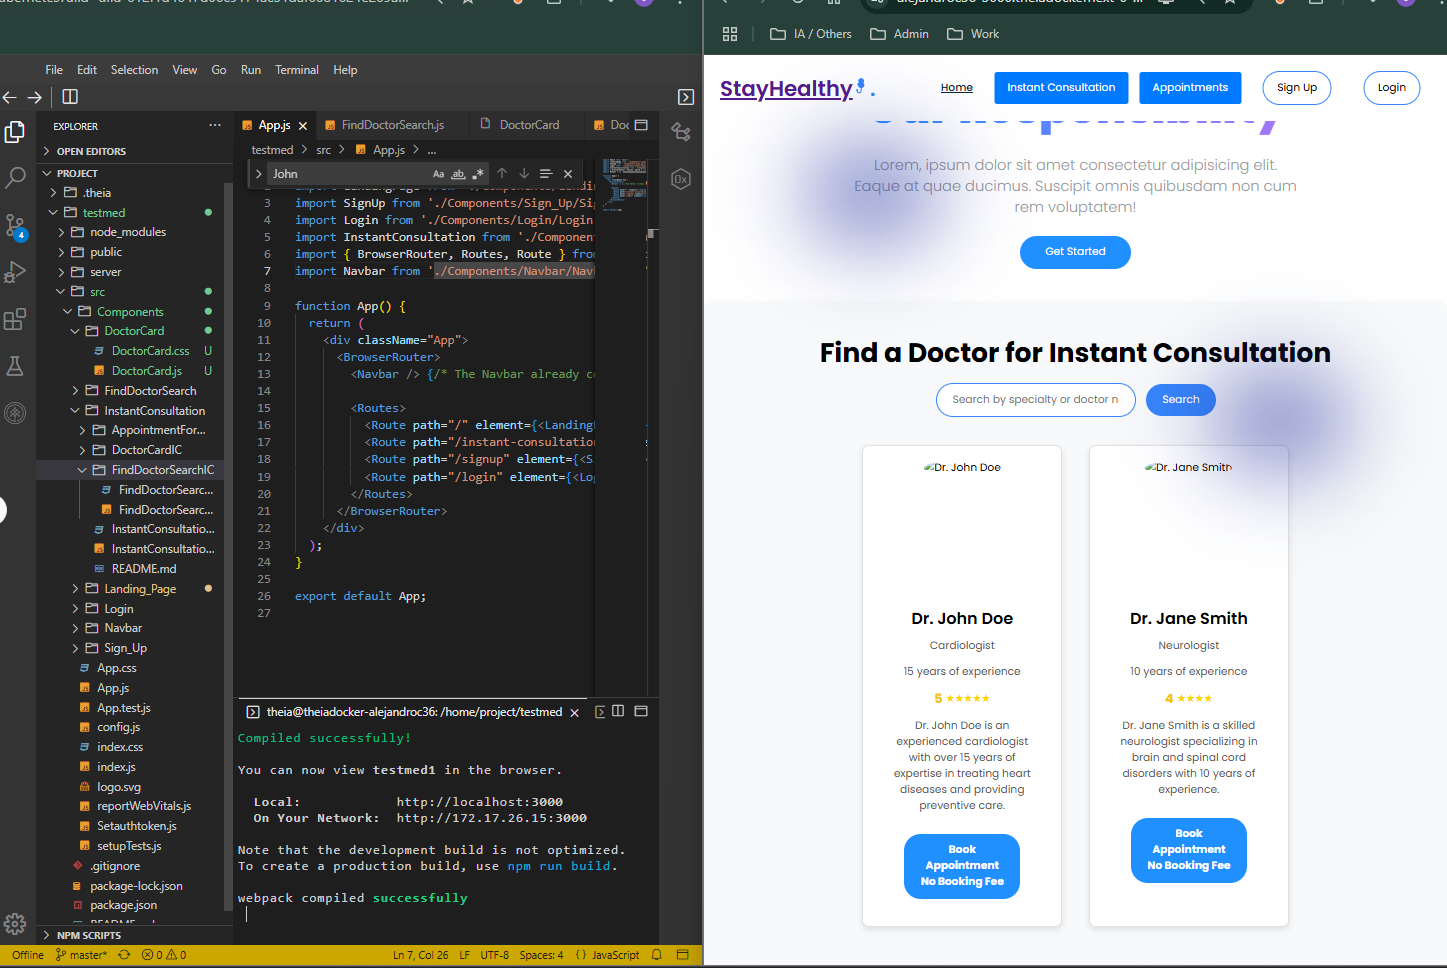 File Edit Selection View Go Run Terminal Help
EXPLORER
OPEN EDITORS
PROJECT
.theia
testmed
node_modules
public
server
src
Components
DoctorCard
DoctorCard.css U
DoctorCard.js U
FindDoctorSearch
InstantConsultation
AppointmentFor...
DoctorCardIC
FindDoctorSearchIC
FindDoctorSearc...
FindDoctorSearc...
InstantConsultatio...
InstantConsultatio...
README.md
Landing_Page
Login
Navbar
Sign_Up
App.css
App.js
App.test.js
config.js
index.css
index.js
logo.svg
reportWebVitals.js
Setauthtoken.js
setupTests.js
.gitignore
package-lock.json
package.json
NPM SCRIPTS
4
App.js FindDoctorSearch.js DoctorCard Doc
testmed > src > App.js > ...
John
Aa ab
3 import SignUp from './Components/Sign_Up/Sig
4 import Login from './Components/Login/Login
5 import InstantConsultation from './Component
6 import { BrowserRouter, Routes, Route } from
7 import Navbar from './Components/Navbar/Navb
8
9 function App() {
10 return (
11 <div className="App">
12 <BrowserRouter>
13 <Navbar /> {/* The Navbar already co
14
15 <Routes>
16 <Route path="/" element={<Landing
17 <Route path="/instant-consultation
18 <Route path="/signup" element={<Si
19 <Route path="/login" element={<Log
20 </Routes>
21 </BrowserRouter>
22 </div>
23 );
24 }
25
26 export default App;
27
theia@theiadocker-alejandroc36: /home/project/testmed
Compiled successfully!
You can now view testmed1 in the browser.
Local: http://localhost:3000
On Your Network: http://172.17.26.15:3000
Note that the development build is not optimized.
To create a production build, use npm run build.
webpack compiled successfully
Offline master* 0 0 Ln 7, Col 26 LF UTF-8 Spaces: 4 {} JavaScript
IA / Others Admin Work
StayHealthy . Home Instant Consultation Appointments Sign Up Login
Our Responsibility
Lorem, ipsum dolor sit amet consectetur adipisicing elit.
Eaque at quae ducimus. Suscipit omnis quibusdam non cum
rem voluptatem!
Get Started
Find a Doctor for Instant Consultation
Search by specialty or doctor n
Search
Dr. John Doe
Dr. John Doe
Cardiologist
15 years of experience
5 ★★★★★
Dr. John Doe is an
experienced cardiologist
with over 15 years of
expertise in treating heart
diseases and providing
preventive care.
Book
Appointment
No Booking Fee
Dr. Jane Smith
Dr. Jane Smith
Neurologist
10 years of experience
4 ★★★★
Dr. Jane Smith is a skilled
neurologist specializing in
brain and spinal cord
disorders with 10 years of
experience.
Book
Appointment
No Booking Fee